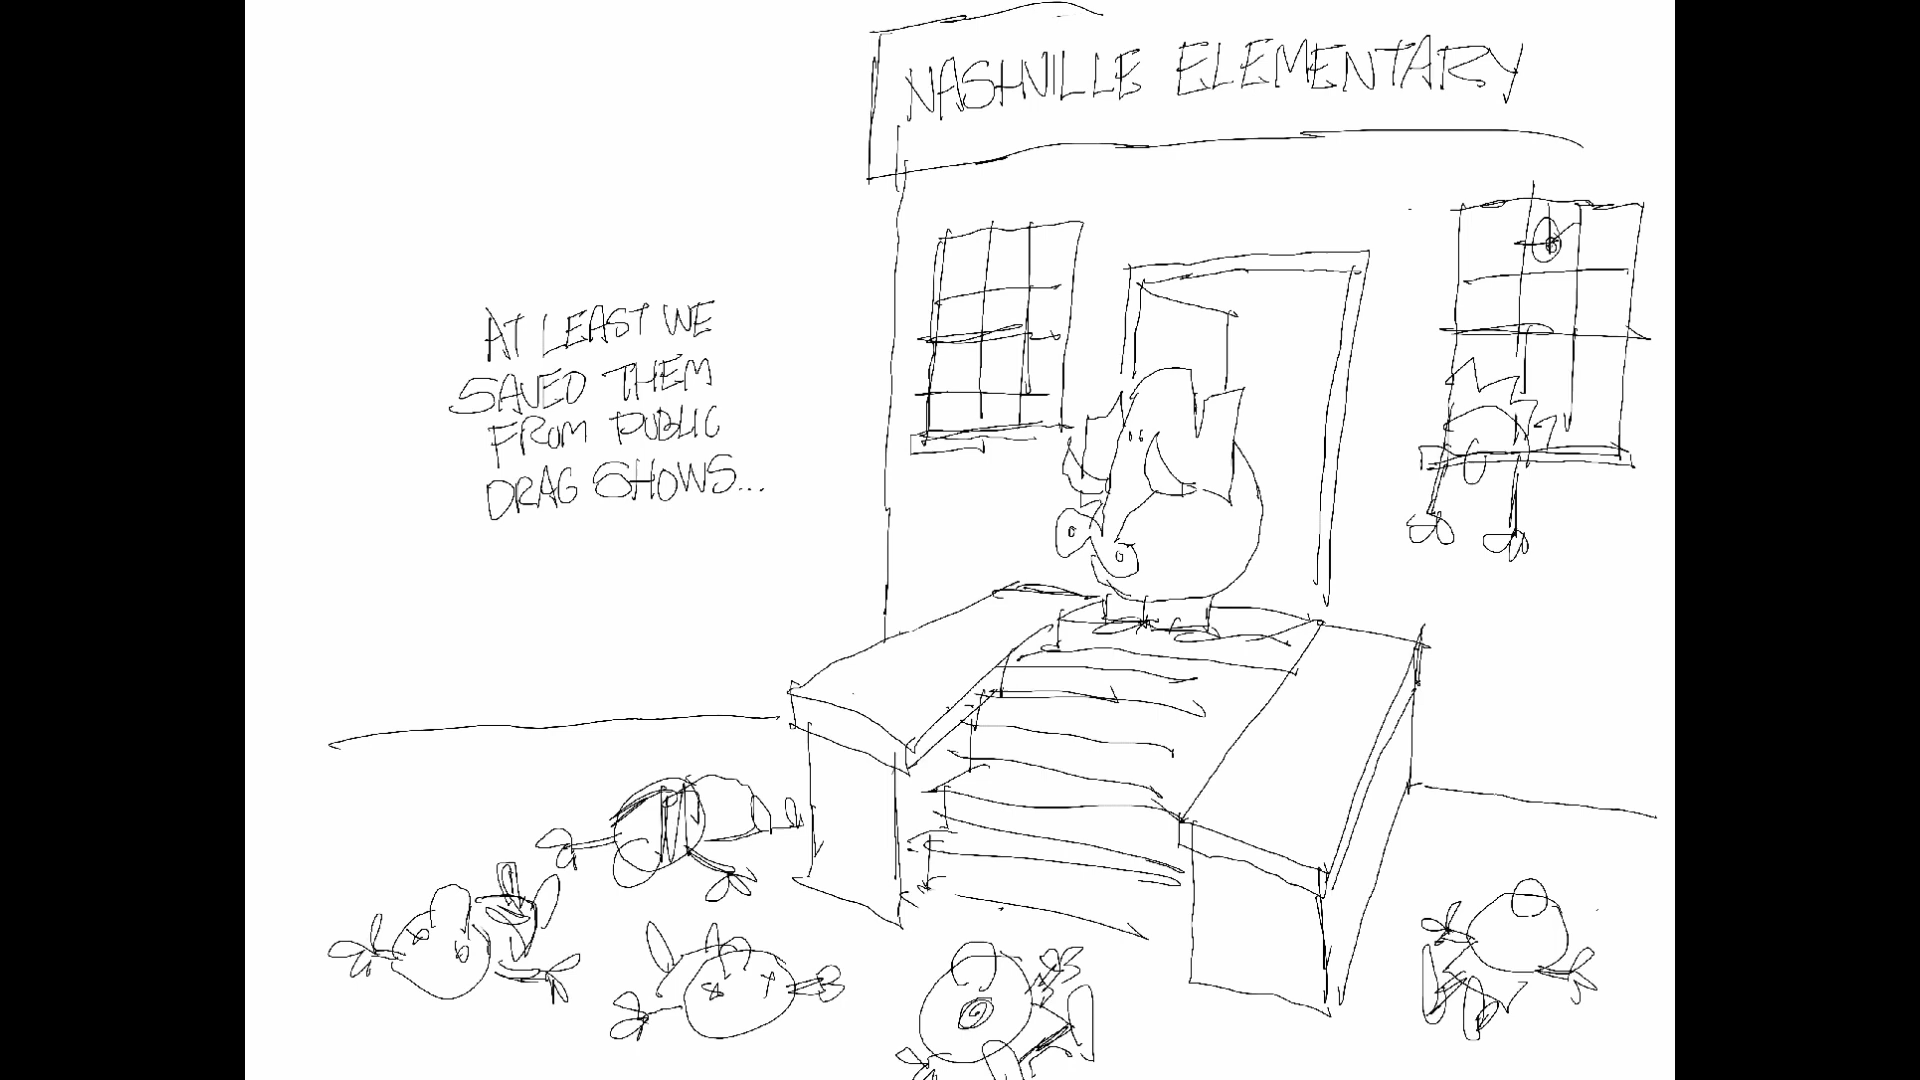 NASHVILLE ELEMENTARY
AT LEAST WE
SAVED THEM
FROM PUBLIC
DRAG SHOWS...